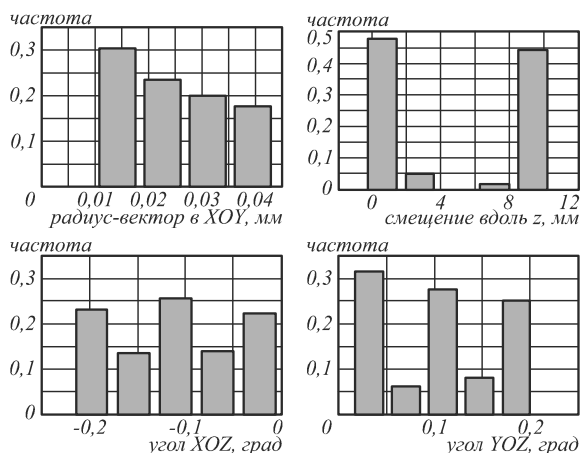 частота
0,3
0,2
0,1
0
0,01 0,02 0,03 0,04
радиус-вектор в XOY, мм
частота
0,5
0,4
0,3
0,2
0,1
0
0 4 8 12
смещение вдоль z, мм
частота
0,3
0,2
0,1
0
-0,2 -0,1 0
угол XOZ, град
частота
0,3
0,2
0,1
0
0,1 0,2
угол YOZ, град